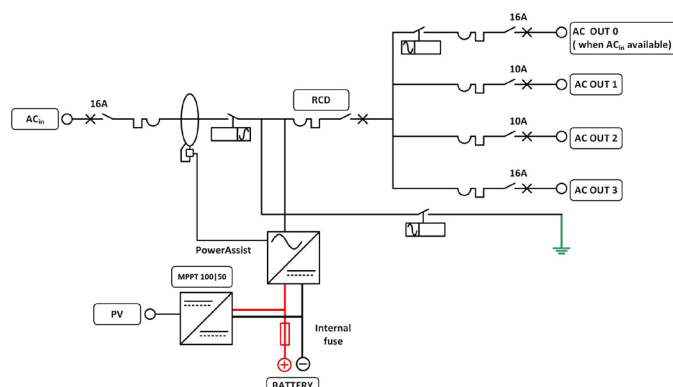 16A
AC OUT 0
( when ACin available)
10A
AC OUT 1
16A
RCD
ACin
10A
AC OUT 2
16A
AC OUT 3
PowerAssist
MPPT 100|50
PV
Internal
fuse
BATTERY